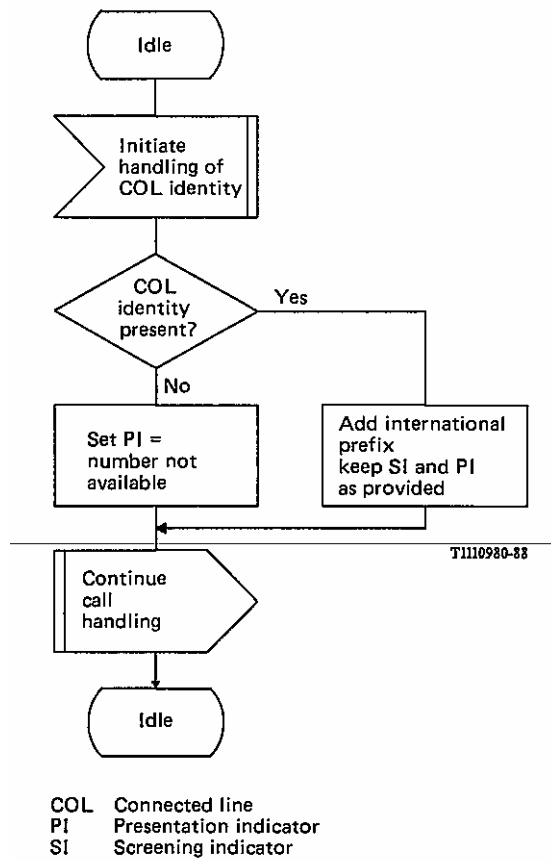 Idle
Initiate
handling of
COL identity
COL
identity
present?
Yes
No
Set PI =
number not
available
Add international
prefix
keep SI and PI
as provided
T1110980-88
Continue
call
handling
Idle
COL Connected line
PI Presentation indicator
SI Screening indicator